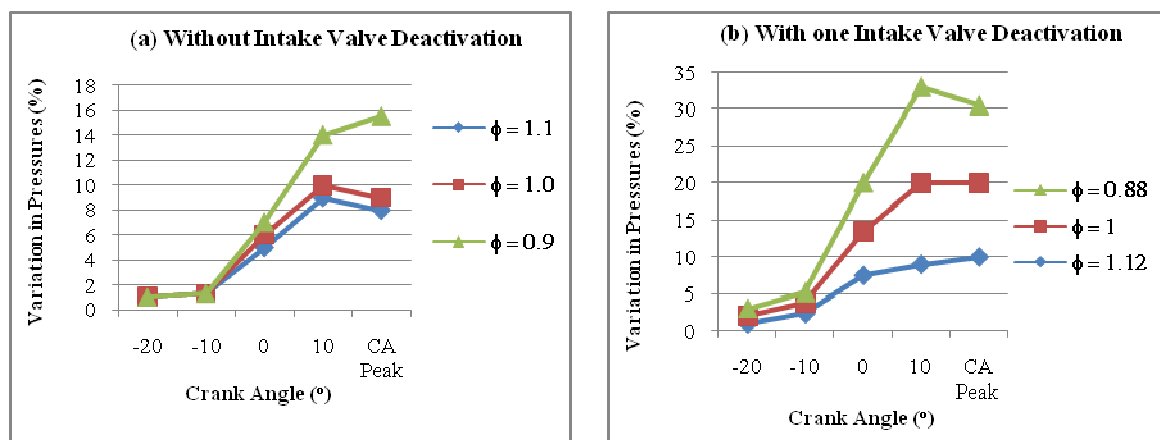 (a) Without Intake Valve Deactivation
Variation in Pressures (%)
18
16
14
12
10
8
6
4
2
0
-20 -10 0 10 CA Peak
Crank Angle (°)
ϕ = 1.1
ϕ = 1.0
ϕ = 0.9
(b) With one Intake Valve Deactivation
Variation in Pressures (%)
35
30
25
20
15
10
5
0
-20 -10 0 10 CA Peak
Crank Angle (°)
ϕ = 0.88
ϕ = 1
ϕ = 1.12